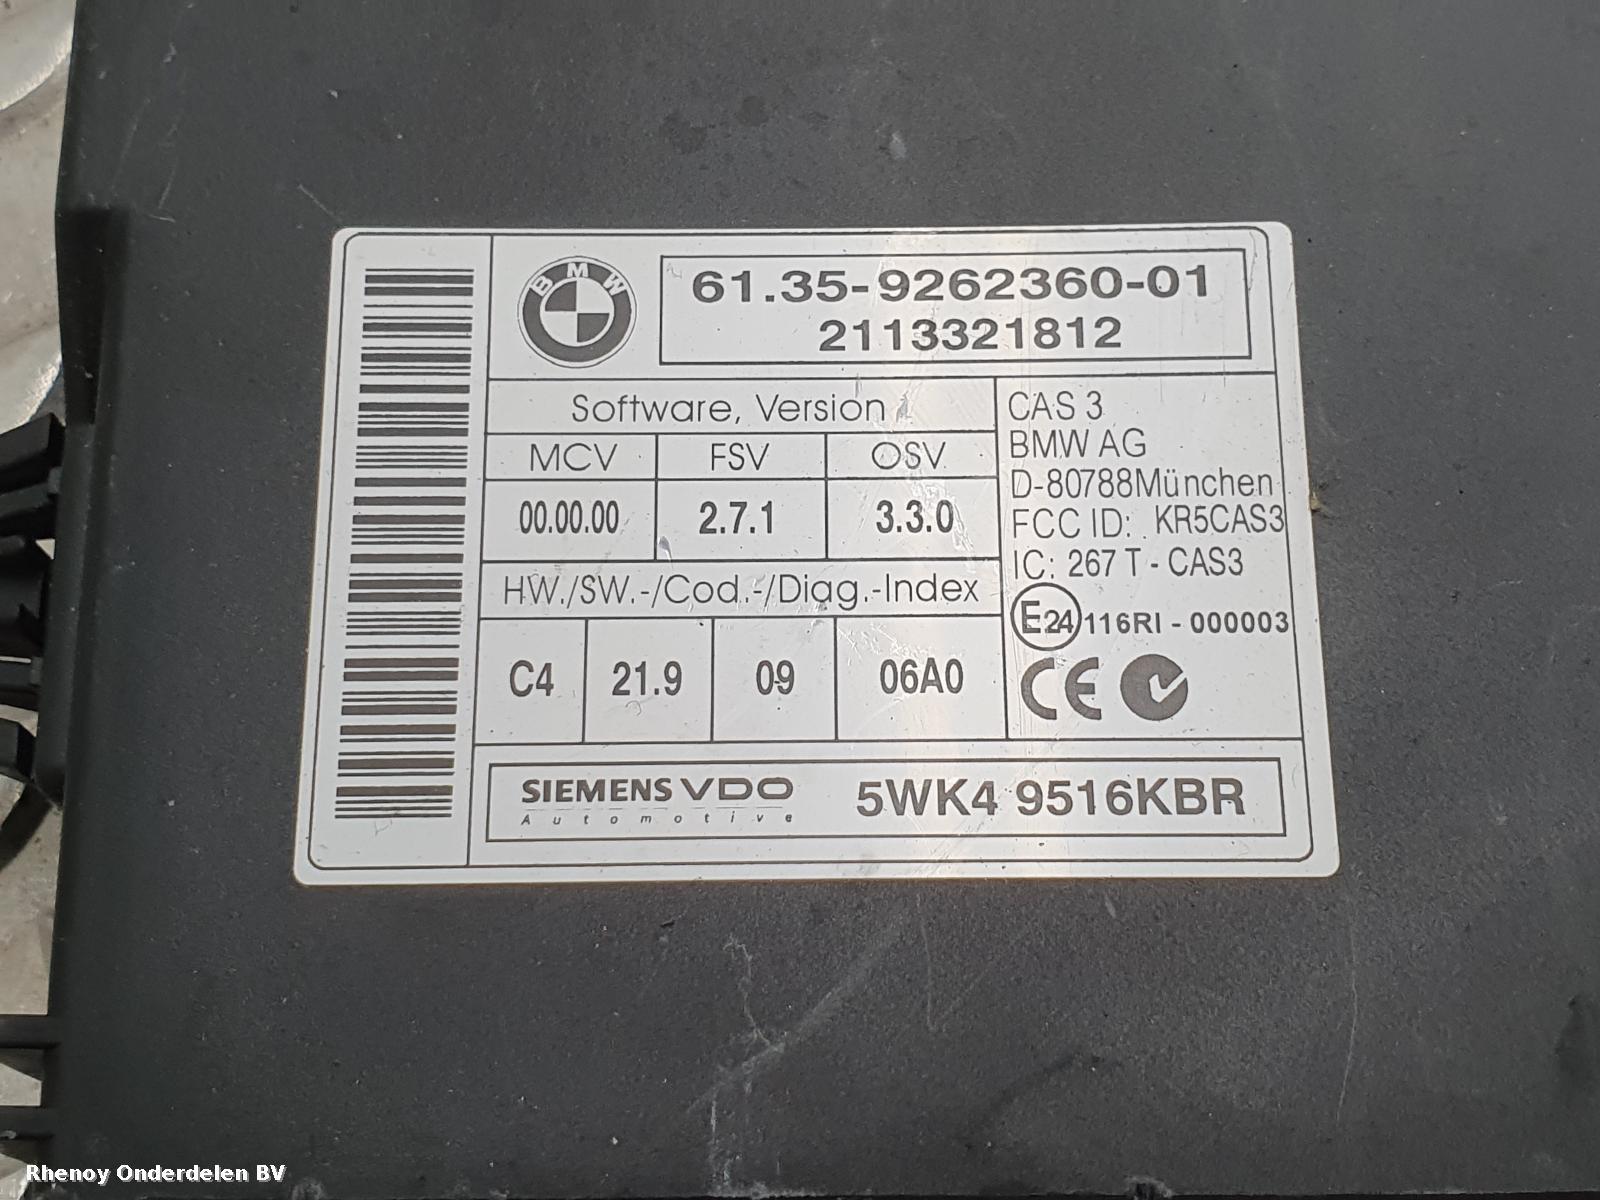 BMW
61.35-9262360-01
2113321812
Software, Version
MCV FSV OSV
00.00.00 2.7.1 3.3.0
HW./SW.-/Cod.-/Diag.-Index
C4 21.9 09 06A0
CAS 3
BMW AG
D-80788München
FCC ID: KR5CAS3
IC: 267 T - CAS3
E24 116RI - 000003
CE
SIEMENS VDO
Automotive
5WK4 9516KBR
Rhenoy Onderdelen BV